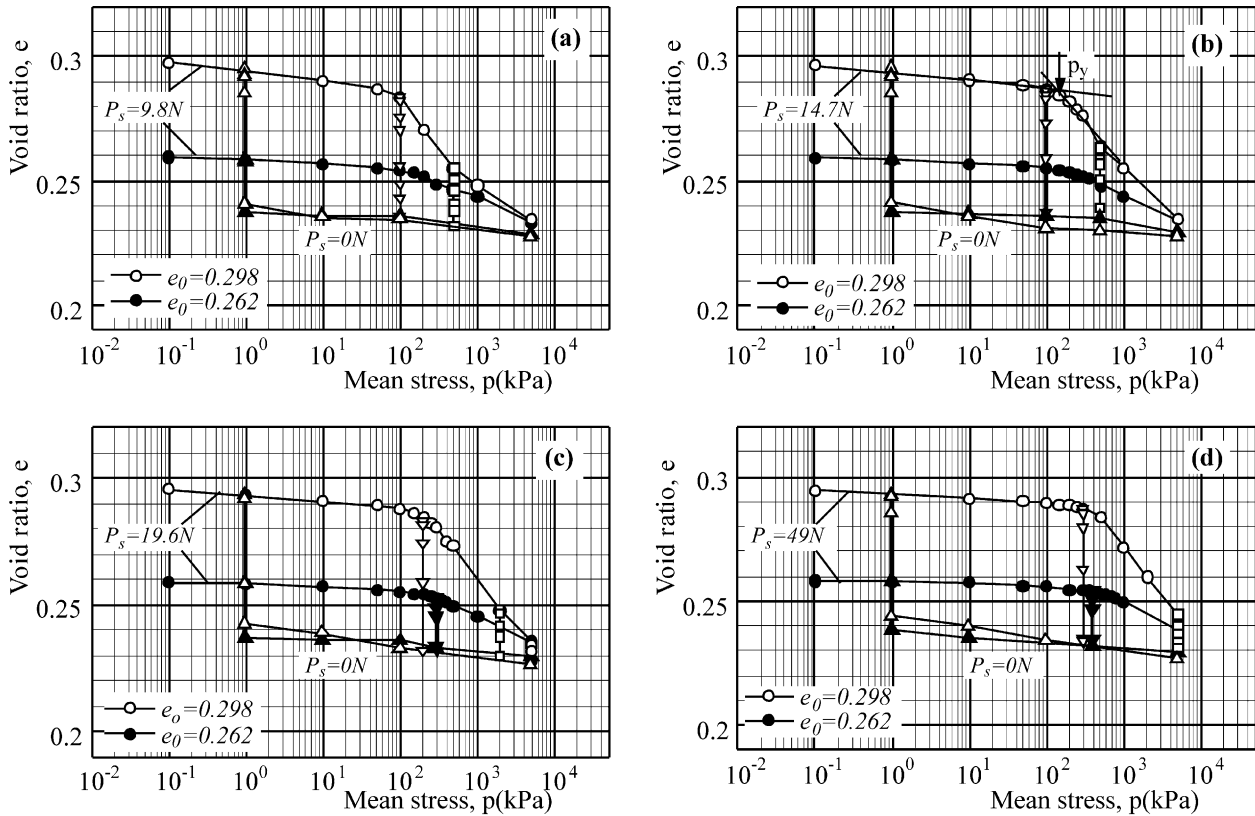 (a)
Void ratio, e
0.3
0.25
0.2
P_s=9.8N
P_s=0N
e_0=0.298
e_0=0.262
10^-2 10^-1 10^0 10^1 10^2 10^3 10^4
Mean stress, p(kPa)
(b)
Void ratio, e
0.3
0.25
0.2
p_y
P_s=14.7N
P_s=0N
e_0=0.298
e_0=0.262
10^-2 10^-1 10^0 10^1 10^2 10^3 10^4
Mean stress, p(kPa)
(c)
Void ratio, e
0.3
0.25
0.2
P_s=19.6N
P_s=0N
e_o=0.298
e_0=0.262
10^-2 10^-1 10^0 10^1 10^2 10^3 10^4
Mean stress, p(kPa)
(d)
Void ratio, e
0.3
0.25
0.2
P_s=49N
P_s=0N
e_0=0.298
e_0=0.262
10^-2 10^-1 10^0 10^1 10^2 10^3 10^4
Mean stress, p(kPa)